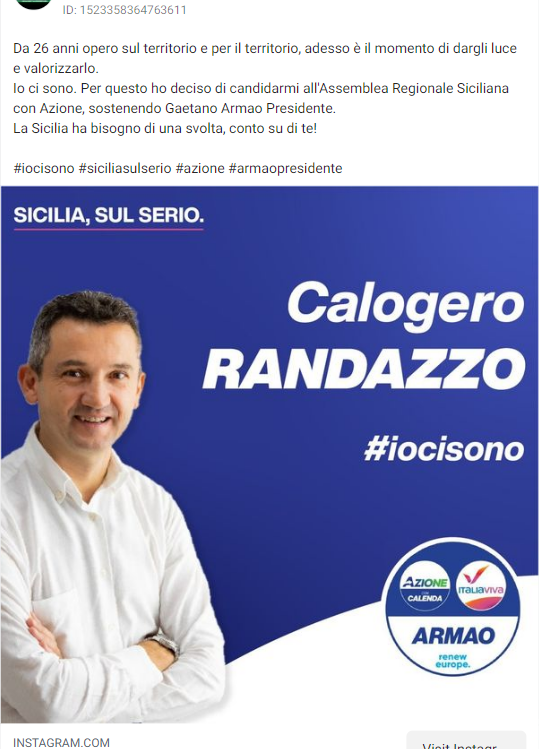 ID: 1523358364763611
Da 26 anni opero sul territorio e per il territorio, adesso è il momento di dargli luce
e valorizzarlo.
Io ci sono. Per questo ho deciso di candidarmi all'Assemblea Regionale Siciliana
con Azione, sostenendo Gaetano Armao Presidente.
La Sicilia ha bisogno di una svolta, conto su di te!
#iocisono #siciliasulserio #azione #armaopresidente
SICILIA, SUL SERIO.
Calogero
RANDAZZO
#iocisono
AZIONE
CON
CALENDA
ITALIAVIVA
ARMAO
renew
europe.
INSTAGRAM.COM
Visit Instagr